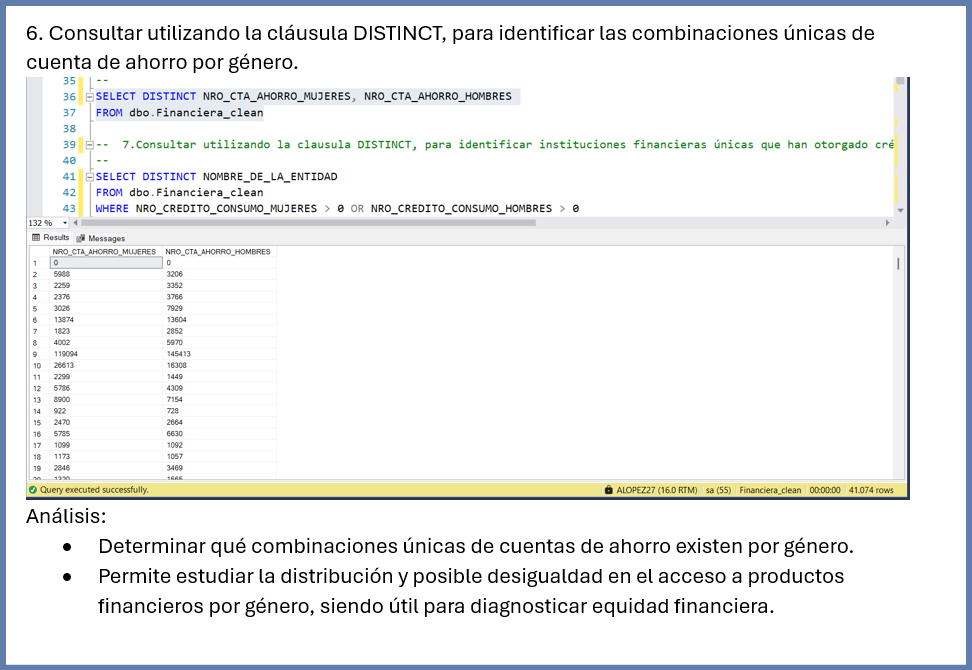 6. Consultar utilizando la cláusula DISTINCT, para identificar las combinaciones únicas de
cuenta de ahorro por género.
35 --
36 SELECT DISTINCT NRO_CTA_AHORRO_MUJERES, NRO_CTA_AHORRO_HOMBRES
37 FROM dbo.Financiera_clean
38
39 -- 7.Consultar utilizando la clausula DISTINCT, para identificar instituciones financieras únicas que han otorgado cré
40 --
41 SELECT DISTINCT NOMBRE_DE_LA_ENTIDAD
42 FROM dbo.Financiera_clean
43 WHERE NRO_CREDITO_CONSUMO_MUJERES > 0 OR NRO_CREDITO_CONSUMO_HOMBRES > 0
132 %
Results Messages
NRO_CTA_AHORRO_MUJERES NRO_CTA_AHORRO_HOMBRES
1 0 0
2 5988 3206
3 2259 3352
4 2376 3766
5 3026 7929
6 13874 13604
7 1823 2852
8 4002 5970
9 119094 145413
10 26613 16308
11 2299 1449
12 5786 4309
13 8900 7154
14 922 728
15 2470 2664
16 5785 6630
17 1099 1092
18 1173 1057
19 2846 3469
Query executed successfully. ALOPEZ27 (16.0 RTM) sa (55) Financiera_clean 00:00:00 41.074 rows
Análisis:
• Determinar qué combinaciones únicas de cuentas de ahorro existen por género.
• Permite estudiar la distribución y posible desigualdad en el acceso a productos
financieros por género, siendo útil para diagnosticar equidad financiera.